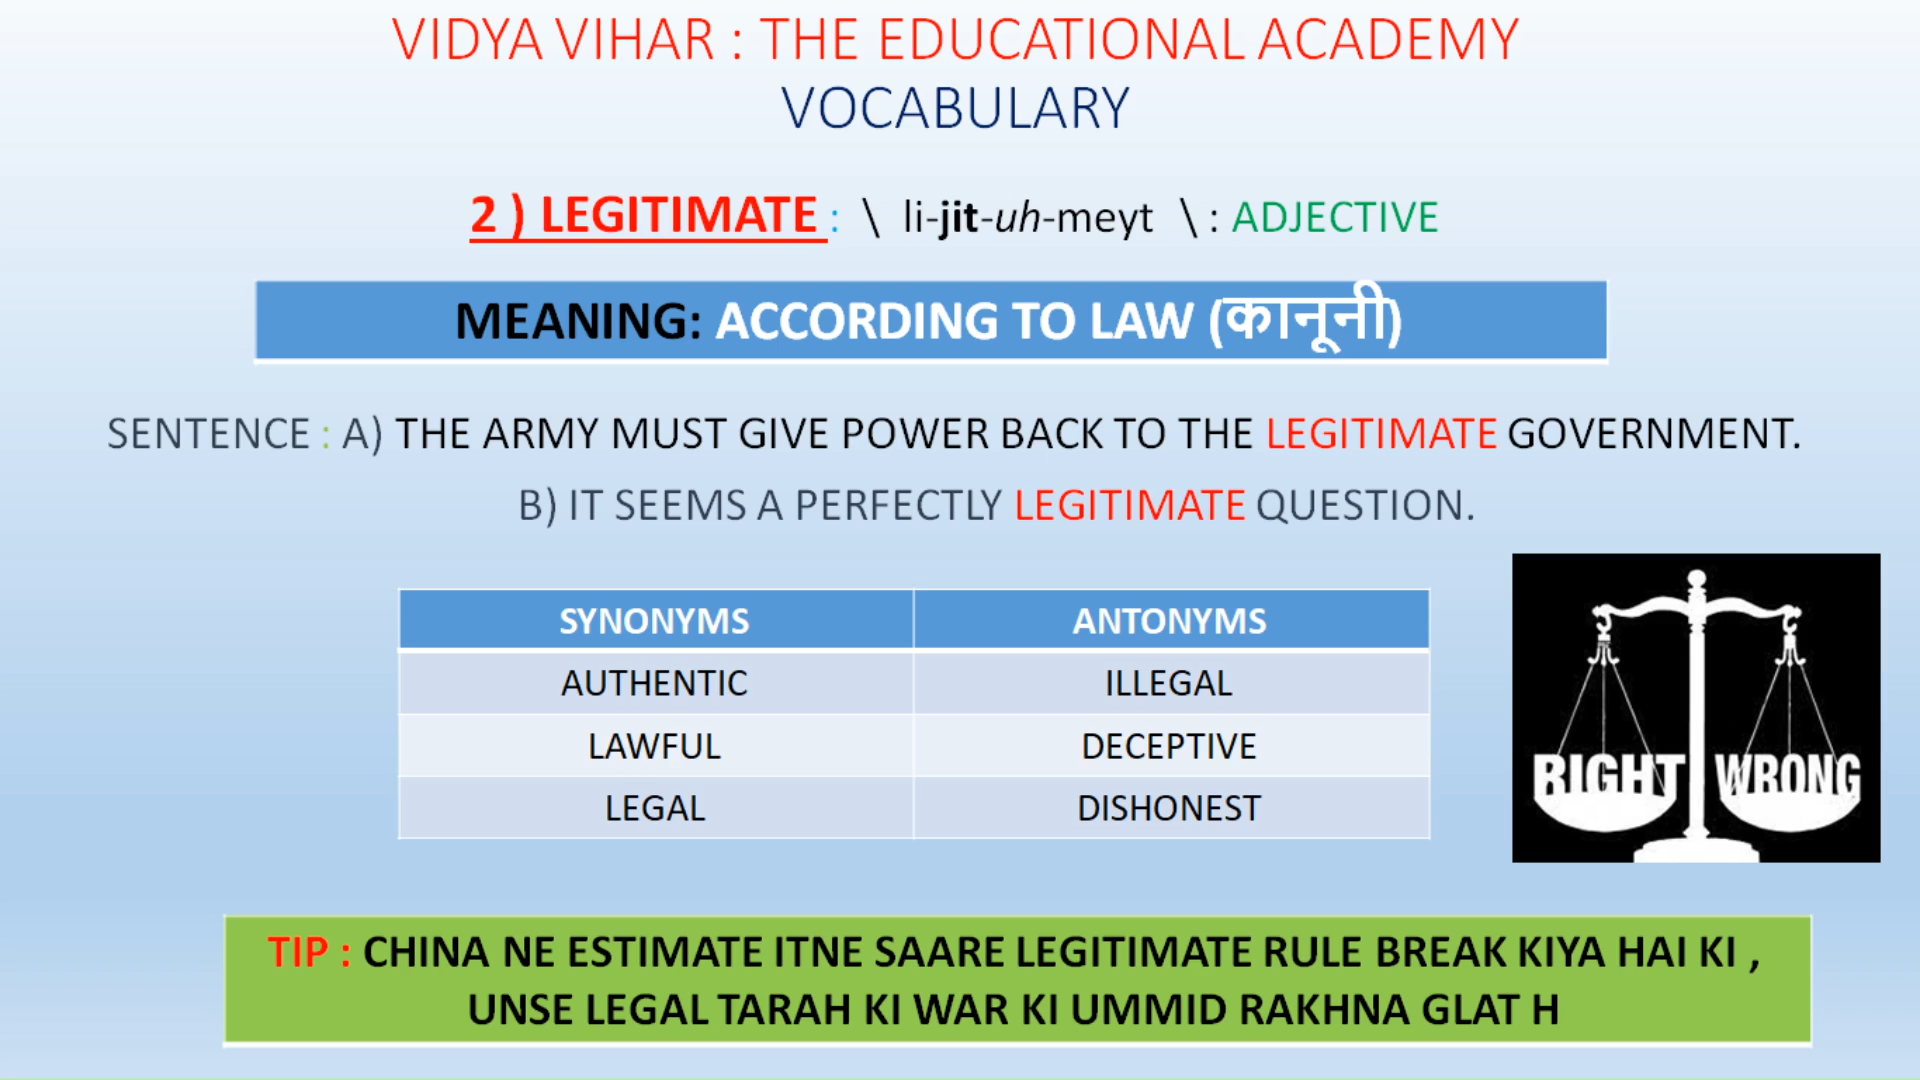 VIDYA VIHAR : THE EDUCATIONAL ACADEMY
VOCABULARY
2 ) LEGITIMATE : \ li-jit-uh-meyt \ : ADJECTIVE
MEANING: ACCORDING TO LAW (कानूनी)
SENTENCE : A) THE ARMY MUST GIVE POWER BACK TO THE LEGITIMATE GOVERNMENT.
B) IT SEEMS A PERFECTLY LEGITIMATE QUESTION.
SYNONYMS ANTONYMS
AUTHENTIC ILLEGAL
LAWFUL DECEPTIVE
LEGAL DISHONEST
RIGHT WRONG
TIP : CHINA NE ESTIMATE ITNE SAARE LEGITIMATE RULE BREAK KIYA HAI KI ,
UNSE LEGAL TARAH KI WAR KI UMMID RAKHNA GLAT H